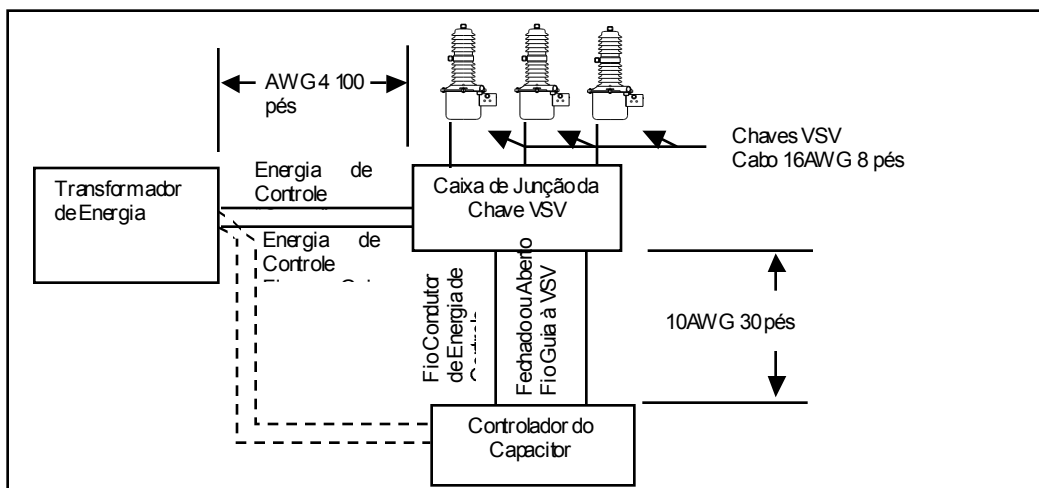 AWG 4 100
pés
Chaves VSV
Cabo 16AWG 8 pés
Transformador
de Energia
Energia de
Controle
Energia de
Controle
Caixa de Junção da
Chave VSV
Fio Condutor
de Energia de
Fechado ou Aberto
Fio Guia à VSV
10AWG 30 pés
Controlador do
Capacitor